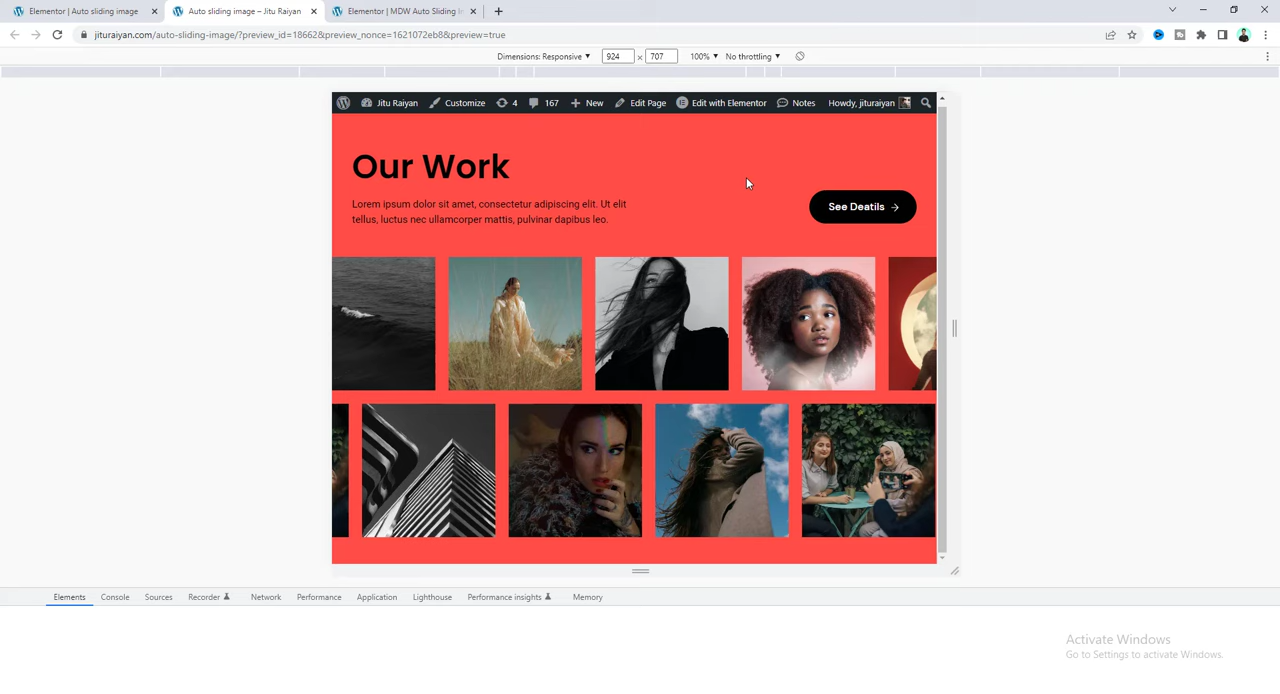 Elementor | Auto sliding image
Auto sliding image – Jitu Raiyan
Elementor | MDW Auto Sliding I
jituraiyan.com/auto-sliding-image/?preview_id=18662&preview_nonce=1621072eb8&preview=true
Dimensions: Responsive 924 × 707 100% No throttling
Jitu Raiyan Customize 4 167 New Edit Page Edit with Elementor Notes Howdy, jituraiyan
Our Work
Lorem ipsum dolor sit amet, consectetur adipiscing elit. Ut elit
tellus, luctus nec ullamcorper mattis, pulvinar dapibus leo.
See Deatils →
Elements Console Sources Recorder Network Performance Application Lighthouse Performance insights Memory
Activate Windows
Go to Settings to activate Windows.